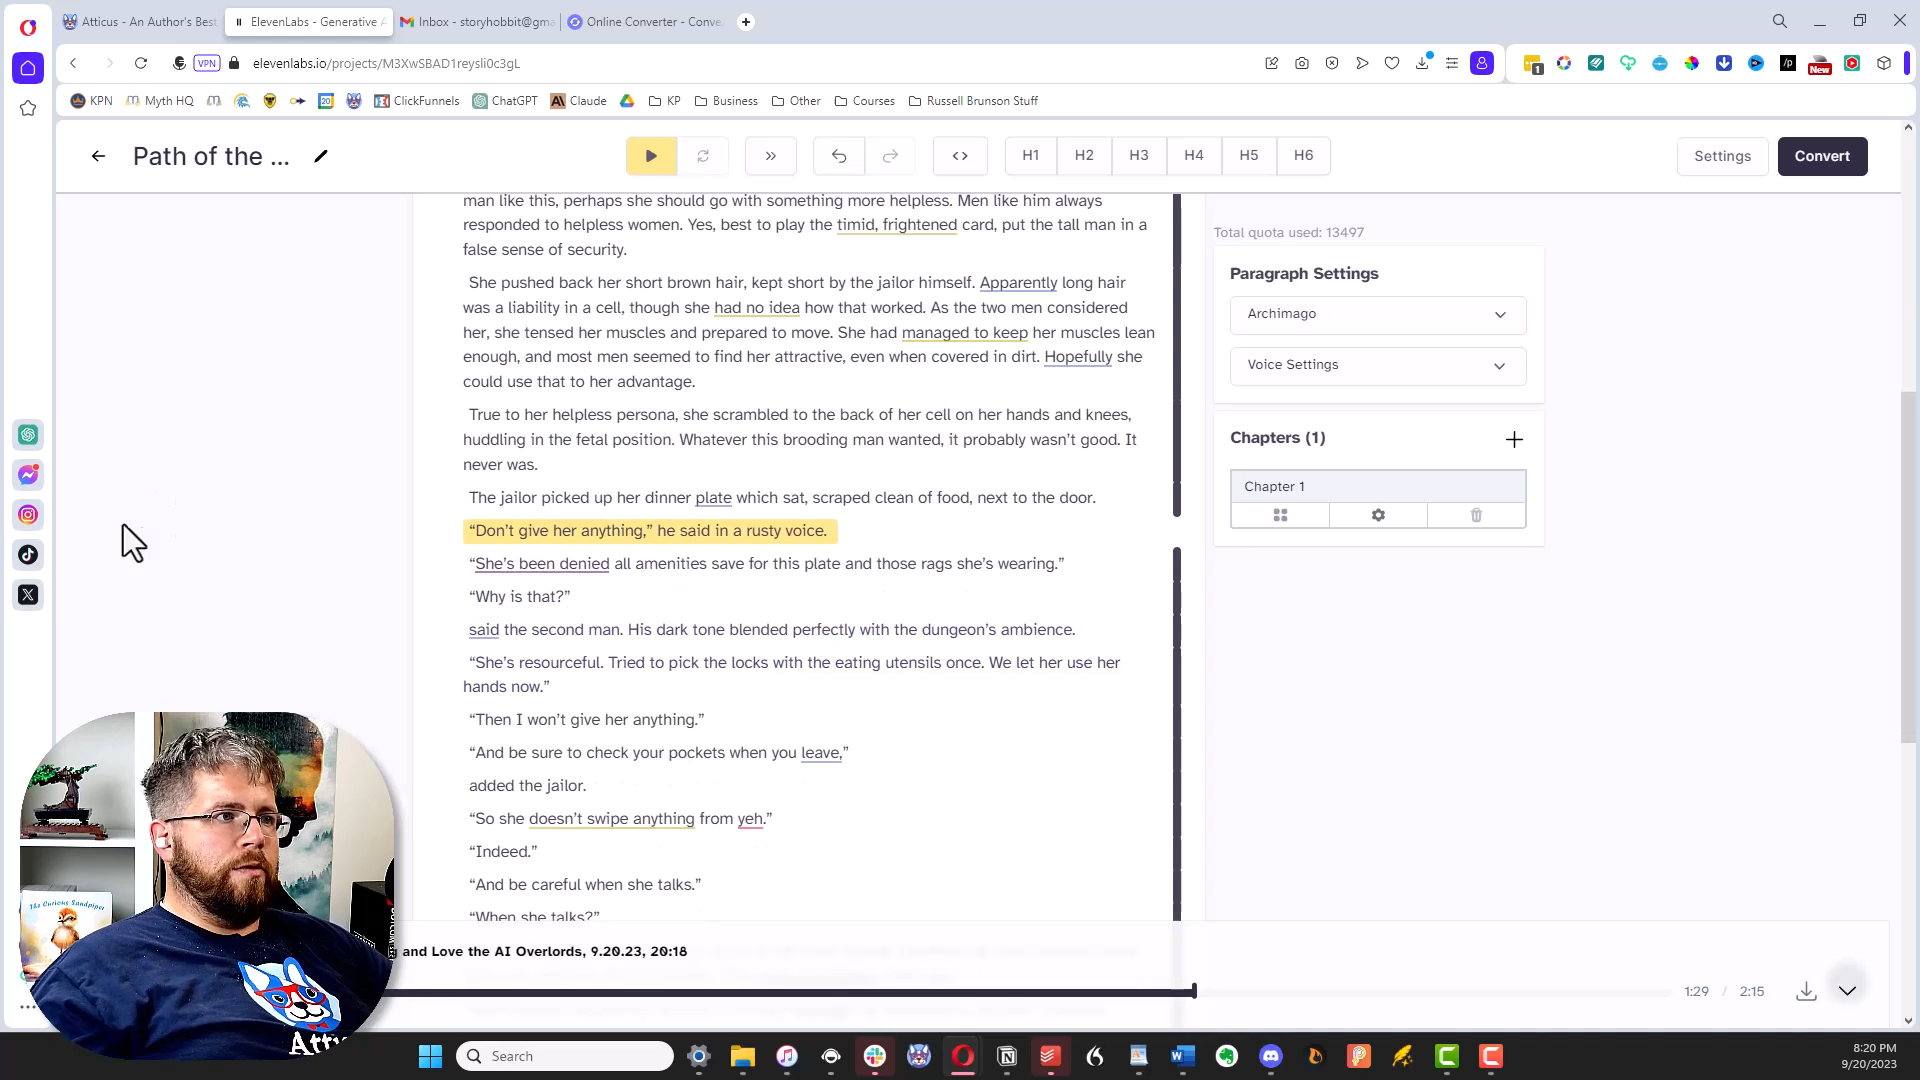 Atticus - An Author's Best
ElevenLabs - Generative A
Inbox - storyhobbit@gma
Online Converter - Conve
VPN
elevenlabs.io/projects/M3XwSBAD1reysli0c3gL
1
New
KPN
Myth HQ
ClickFunnels
ChatGPT
Claude
KP
Business
Other
Courses
Russell Brunson Stuff
Path of the ...
H1
H2
H3
H4
H5
H6
Settings
Convert
man like this, perhaps she should go with something more helpless. Men like him always
responded to helpless women. Yes, best to play the timid, frightened card, put the tall man in a
false sense of security.
She pushed back her short brown hair, kept short by the jailor himself. Apparently long hair
was a liability in a cell, though she had no idea how that worked. As the two men considered
her, she tensed her muscles and prepared to move. She had managed to keep her muscles lean
enough, and most men seemed to find her attractive, even when covered in dirt. Hopefully she
could use that to her advantage.
True to her helpless persona, she scrambled to the back of her cell on her hands and knees,
huddling in the fetal position. Whatever this brooding man wanted, it probably wasn’t good. It
never was.
The jailor picked up her dinner plate which sat, scraped clean of food, next to the door.
“Don’t give her anything,” he said in a rusty voice.
“She’s been denied all amenities save for this plate and those rags she’s wearing.”
“Why is that?”
said the second man. His dark tone blended perfectly with the dungeon’s ambience.
“She’s resourceful. Tried to pick the locks with the eating utensils once. We let her use her
hands now.”
“Then I won’t give her anything.”
“And be sure to check your pockets when you leave,”
added the jailor.
“So she doesn’t swipe anything from yeh.”
“Indeed.”
“And be careful when she talks.”
“When she talks?”
Total quota used: 13497
Paragraph Settings
Archimago
Voice Settings
Chapters (1)
Chapter 1
and Love the AI Overlords, 9.20.23, 20:18
1:29 / 2:15
The Curious Sandpiper
Search
8:20 PM
9/20/2023